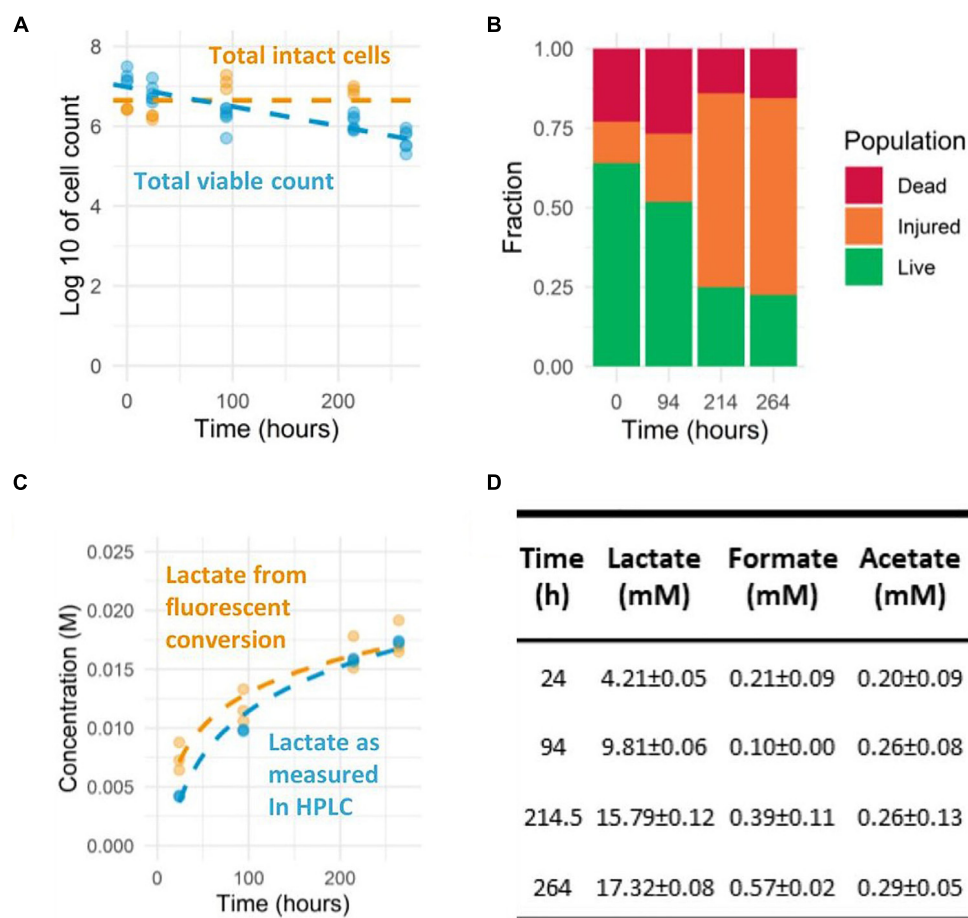 A
8
6
4
2
0
Log 10 of cell count
Total intact cells
Total viable count
0 100 200
Time (hours)
B
1.00
0.75
0.50
0.25
0.00
Fraction
0 94 214 264
Time (hours)
Population
Dead
Injured
Live
C
0.025
0.020
0.015
0.010
0.005
0.000
Concentration (M)
Lactate from
fluorescent
conversion
Lactate as
measured
In HPLC
0 100 200
Time (hours)
D
Time Lactate Formate Acetate
(h) (mM) (mM) (mM)
24 4.21±0.05 0.21±0.09 0.20±0.09
94 9.81±0.06 0.10±0.00 0.26±0.08
214.5 15.79±0.12 0.39±0.11 0.26±0.13
264 17.32±0.08 0.57±0.02 0.29±0.05